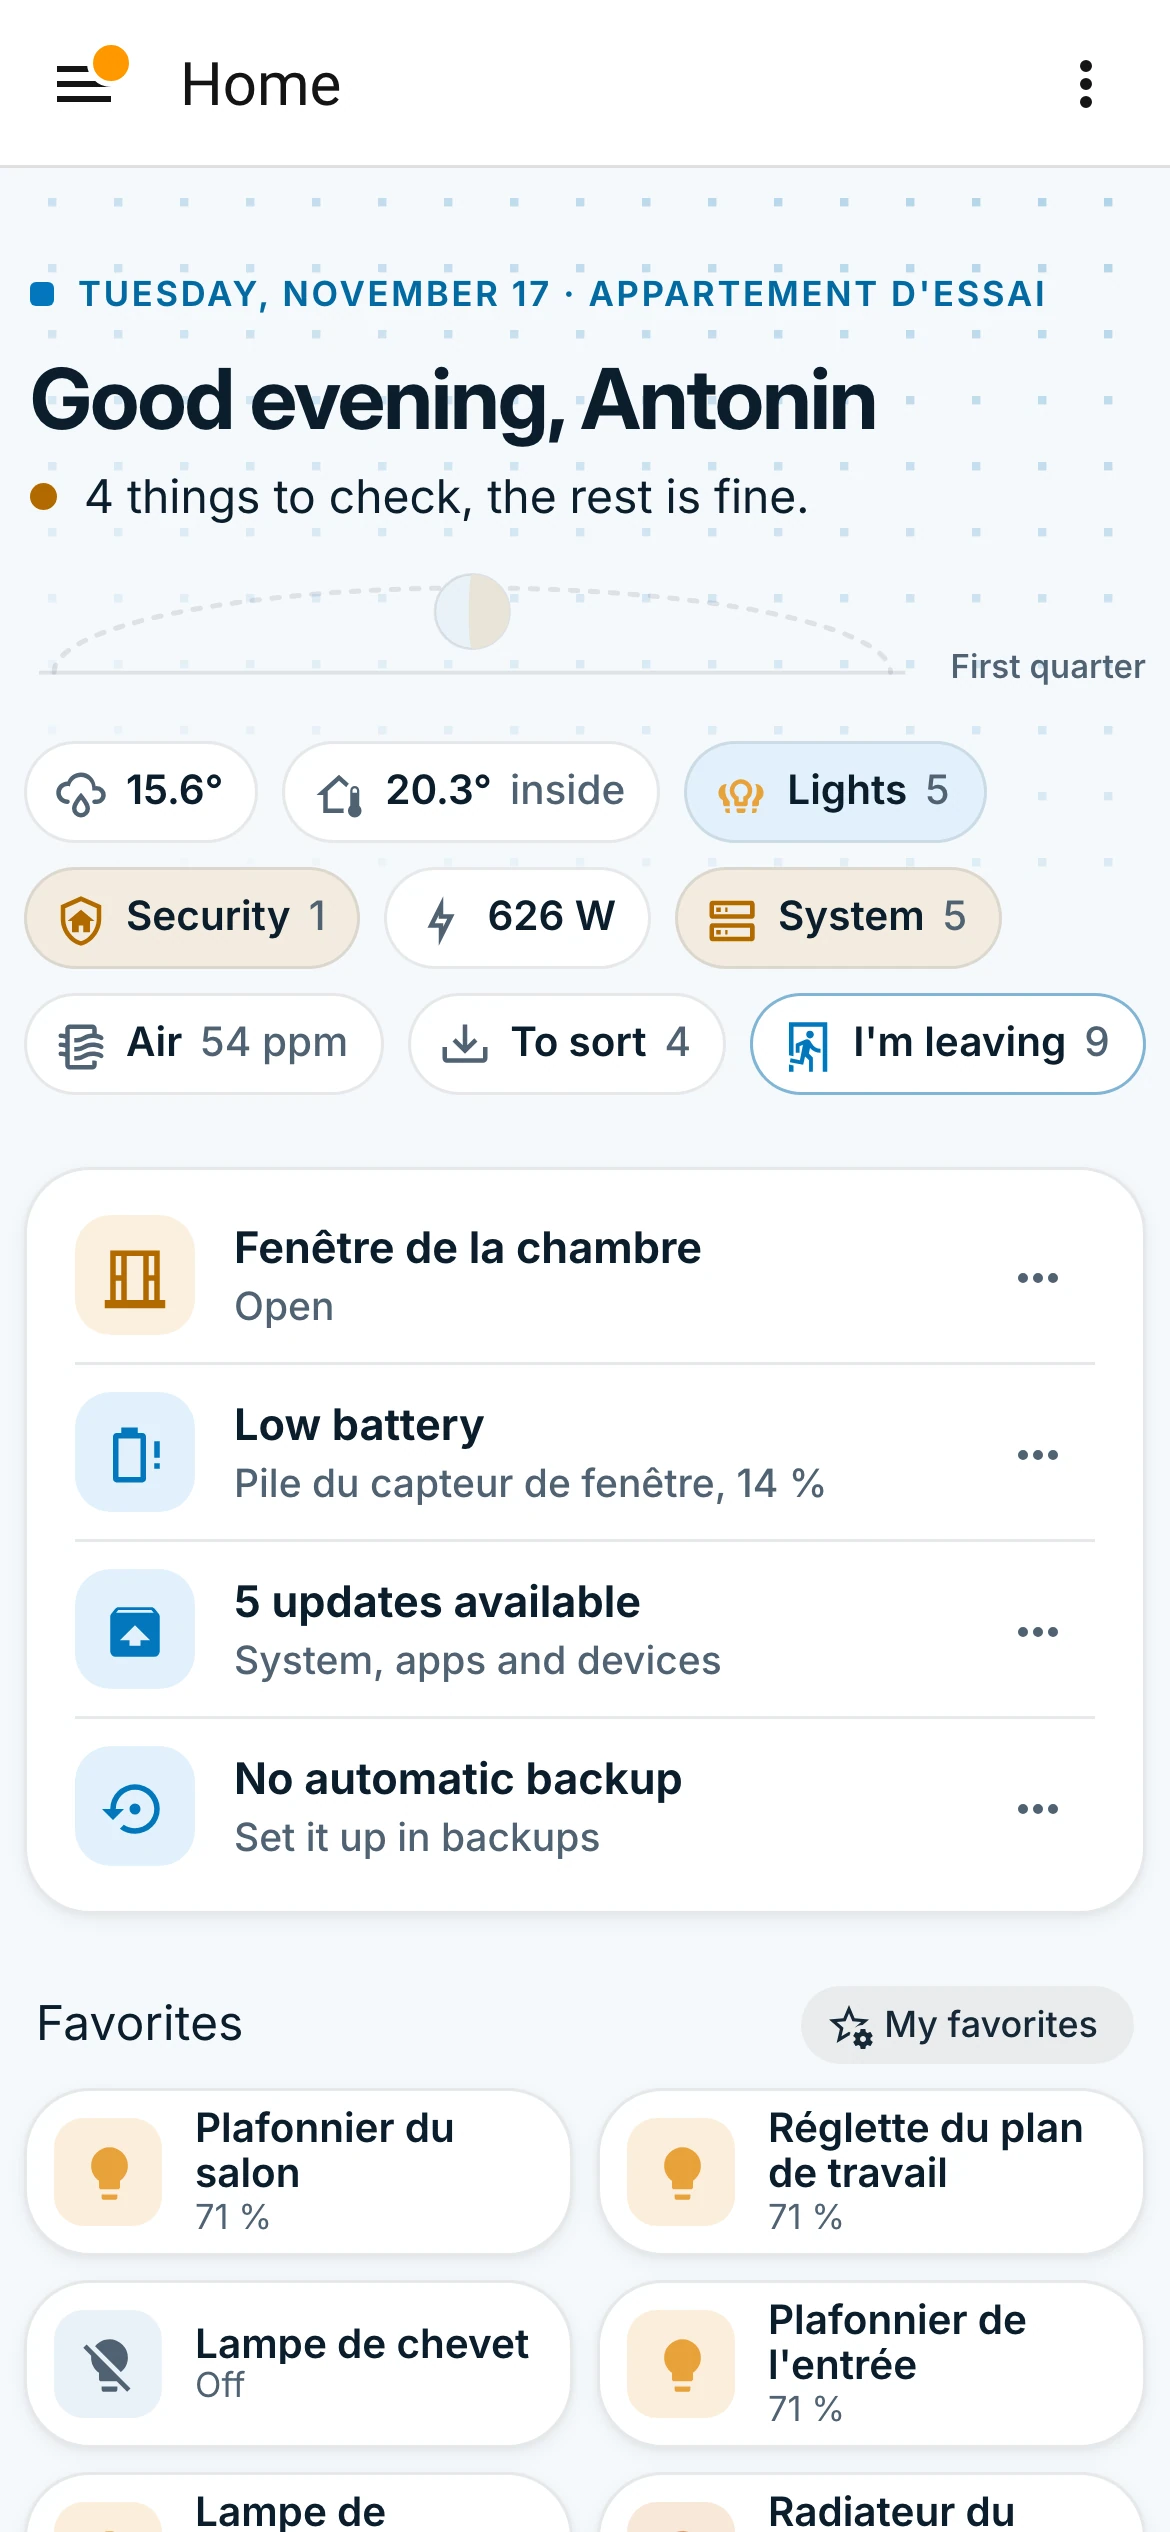 Home
TUESDAY, NOVEMBER 17 · APPARTEMENT D'ESSAI
Good evening, Antonin
4 things to check, the rest is fine.
First quarter
15.6°
20.3° inside
Lights 5
Security 1
626 W
System 5
Air 54 ppm
To sort 4
I'm leaving 9
Fenêtre de la chambre
Open
Low battery
Pile du capteur de fenêtre, 14 %
5 updates available
System, apps and devices
No automatic backup
Set it up in backups
Favorites
My favorites
Plafonnier du
salon
71 %
Réglette du plan
de travail
71 %
Lampe de chevet
Off
Plafonnier de
l'entrée
71 %
Lampe de
Radiateur du